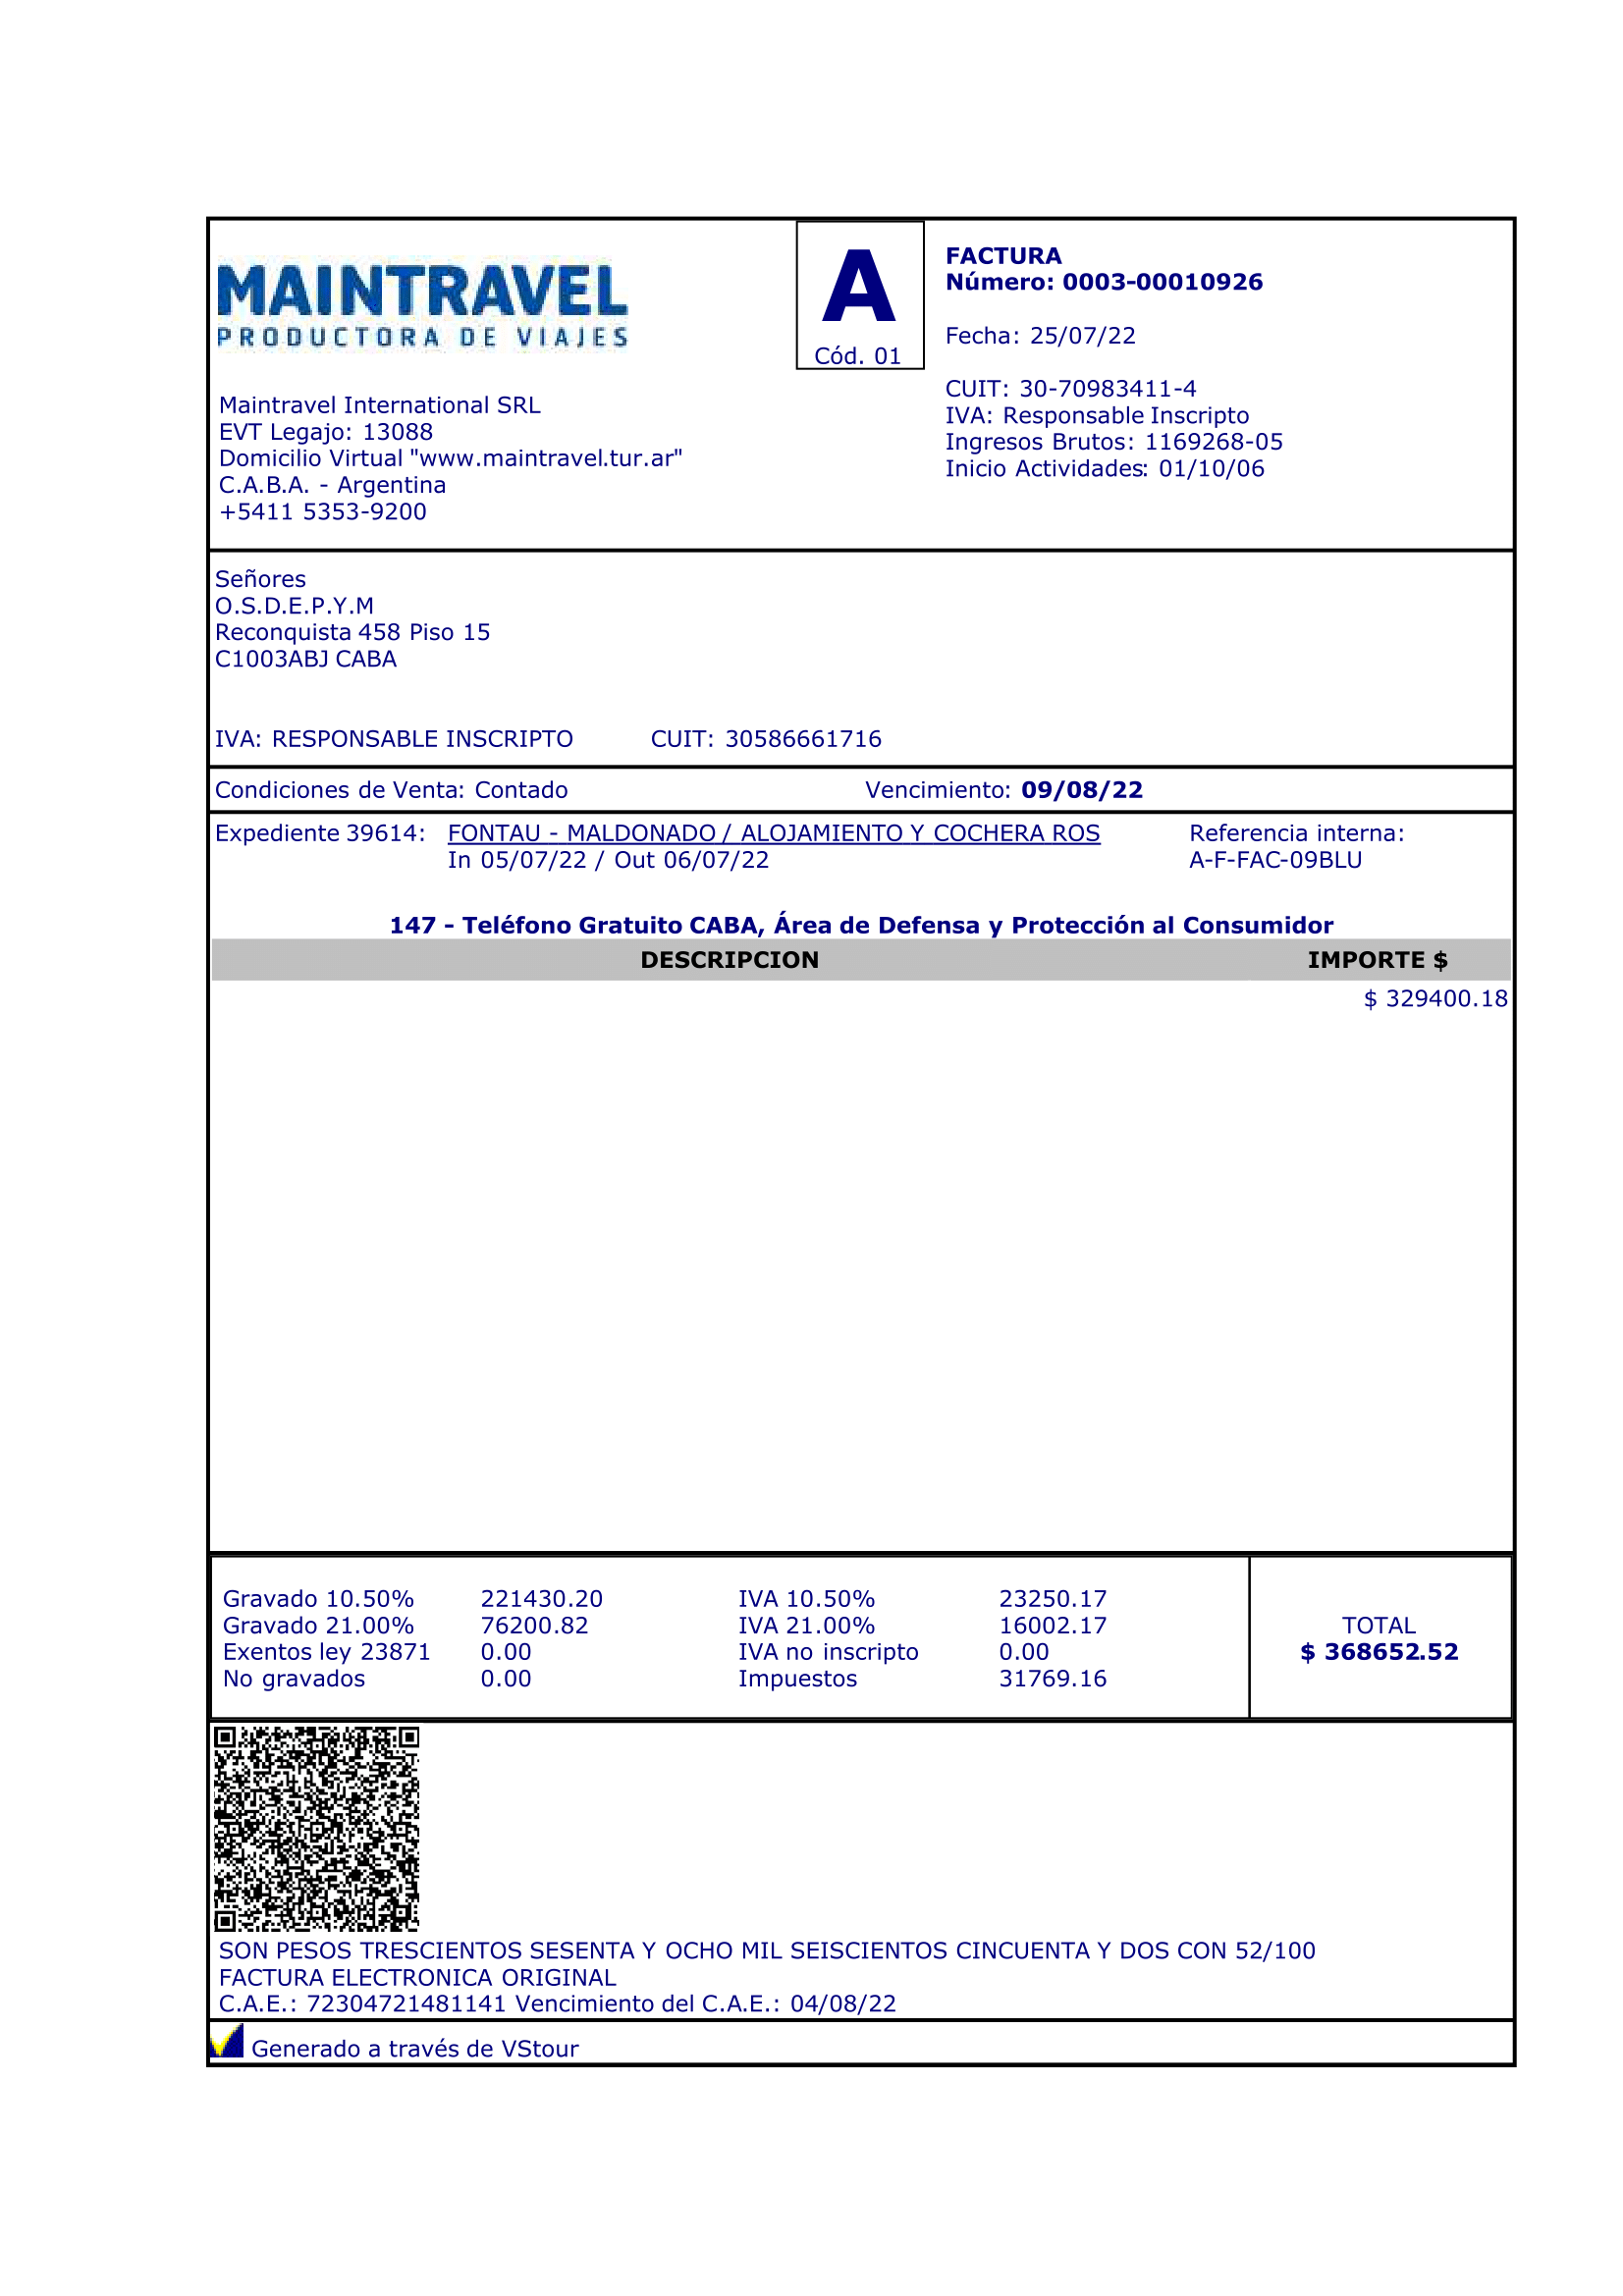 MAINTRAVEL
PRODUCTORA DE VIAJES
Maintravel International SRL
EVT Legajo: 13088
Domicilio Virtual "www.maintravel.tur.ar"
C.A.B.A. - Argentina
+5411 5353-9200
A
Cód. 01
FACTURA
Número: 0003-00010926
Fecha: 25/07/22
CUIT: 30-70983411-4
IVA: Responsable Inscripto
Ingresos Brutos: 1169268-05
Inicio Actividades: 01/10/06
Señores
O.S.D.E.P.Y.M
Reconquista 458 Piso 15
C1003ABJ CABA
IVA: RESPONSABLE INSCRIPTO CUIT: 30586661716
Condiciones de Venta: Contado Vencimiento: 09/08/22
Expediente 39614: FONTAU - MALDONADO / ALOJAMIENTO Y COCHERA ROS Referencia interna:
In 05/07/22 / Out 06/07/22 A-F-FAC-09BLU
147 - Teléfono Gratuito CABA, Área de Defensa y Protección al Consumidor
DESCRIPCION IMPORTE $
$ 329400.18
Gravado 10.50% 221430.20 IVA 10.50% 23250.17
Gravado 21.00% 76200.82 IVA 21.00% 16002.17 TOTAL
Exentos ley 23871 0.00 IVA no inscripto 0.00 $ 368652.52
No gravados 0.00 Impuestos 31769.16
SON PESOS TRESCIENTOS SESENTA Y OCHO MIL SEISCIENTOS CINCUENTA Y DOS CON 52/100
FACTURA ELECTRONICA ORIGINAL
C.A.E.: 72304721481141 Vencimiento del C.A.E.: 04/08/22
Generado a través de VStour